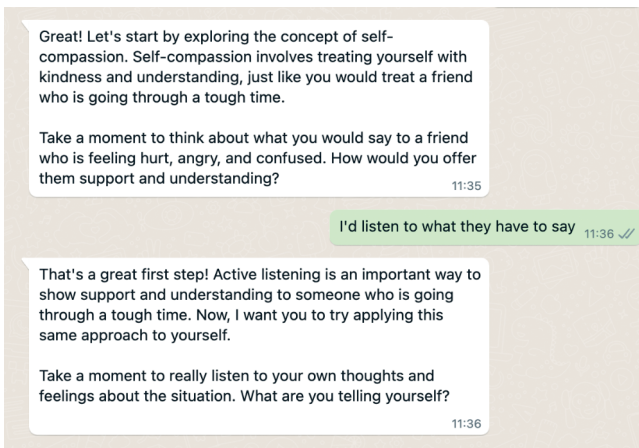 Great! Let's start by exploring the concept of self-
compassion. Self-compassion involves treating yourself with
kindness and understanding, just like you would treat a friend
who is going through a tough time.
Take a moment to think about what you would say to a friend
who is feeling hurt, angry, and confused. How would you offer
them support and understanding?
11:35
I'd listen to what they have to say 11:36
That's a great first step! Active listening is an important way to
show support and understanding to someone who is going
through a tough time. Now, I want you to try applying this
same approach to yourself.
Take a moment to really listen to your own thoughts and
feelings about the situation. What are you telling yourself?
11:36